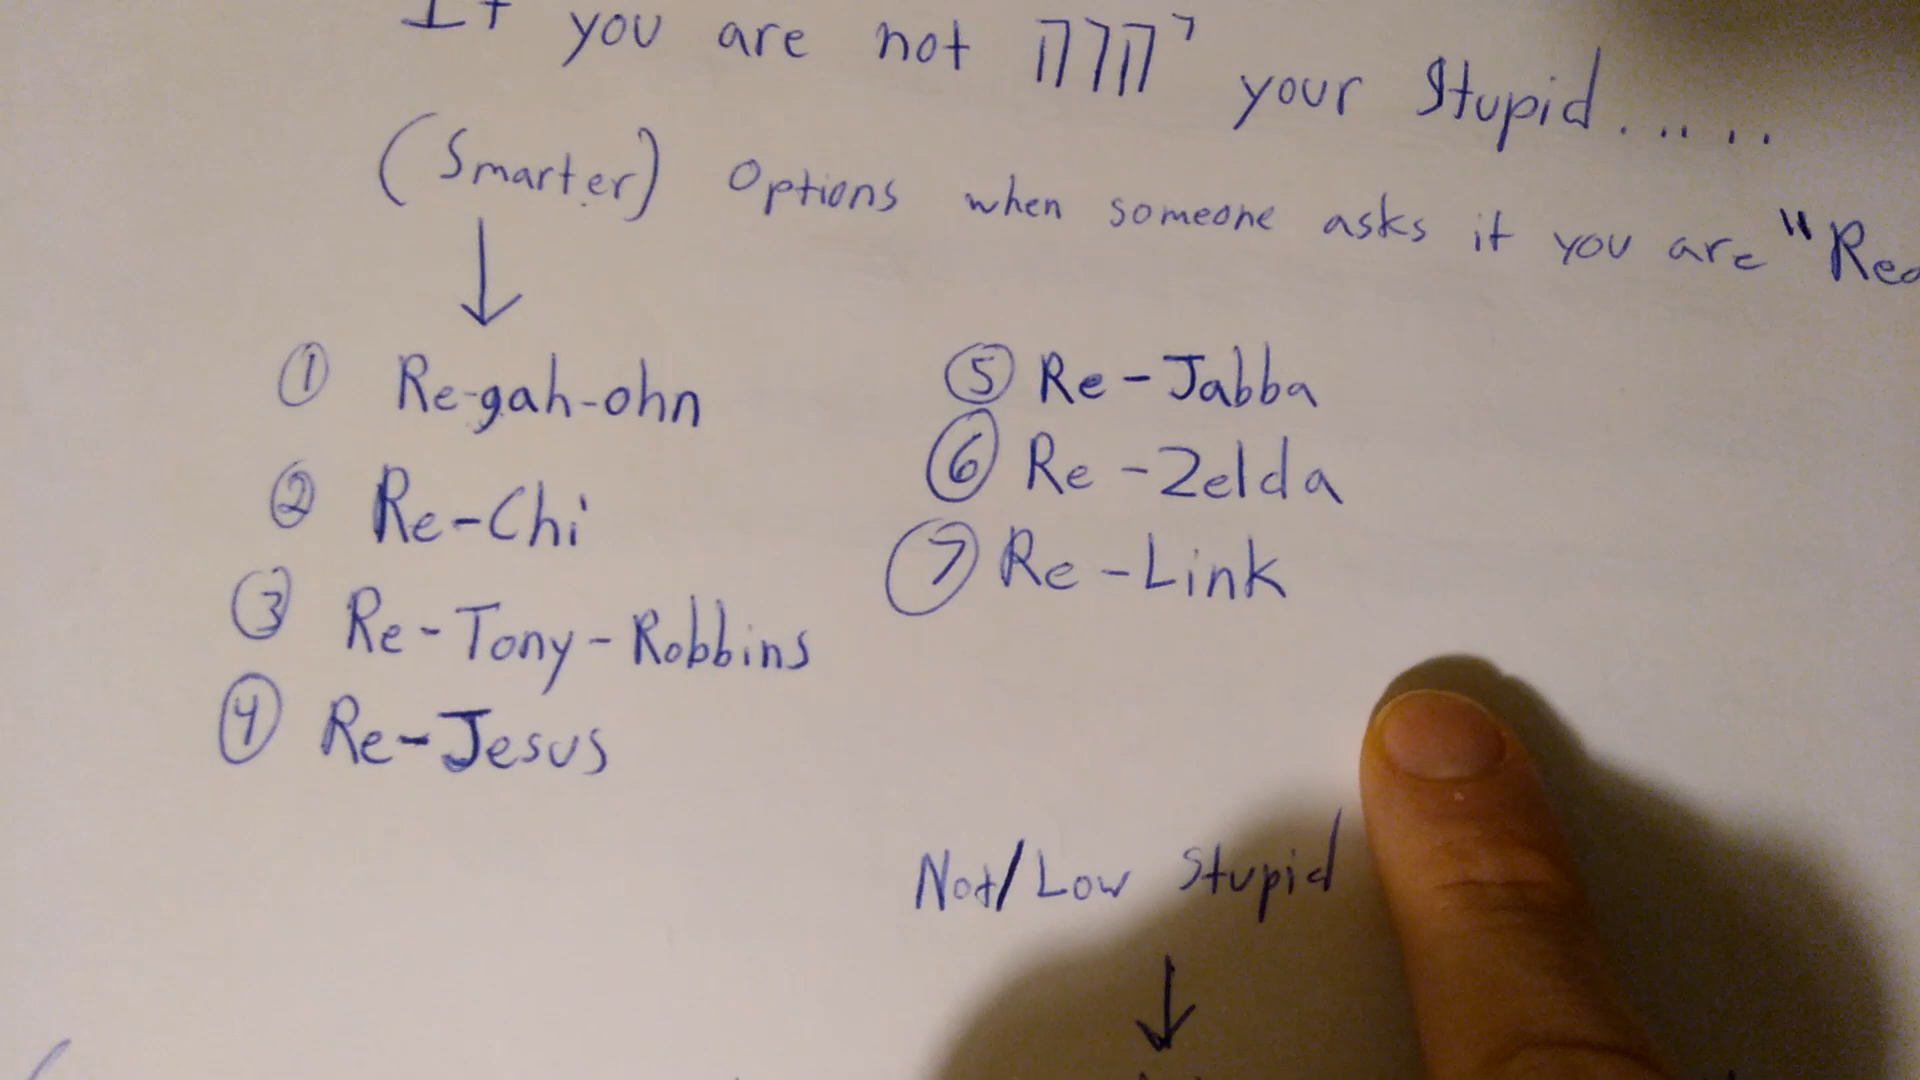 If you are not יהוה your Stupid......
(Smarter) Options when someone asks if you are "
① Re-gah-ohn
② Re-Chi
③ Re-Tony-Robbins
④ Re-Jesus
⑤ Re-Jabba
⑥ Re-Zelda
⑦ Re-Link
Not/Low Stupid